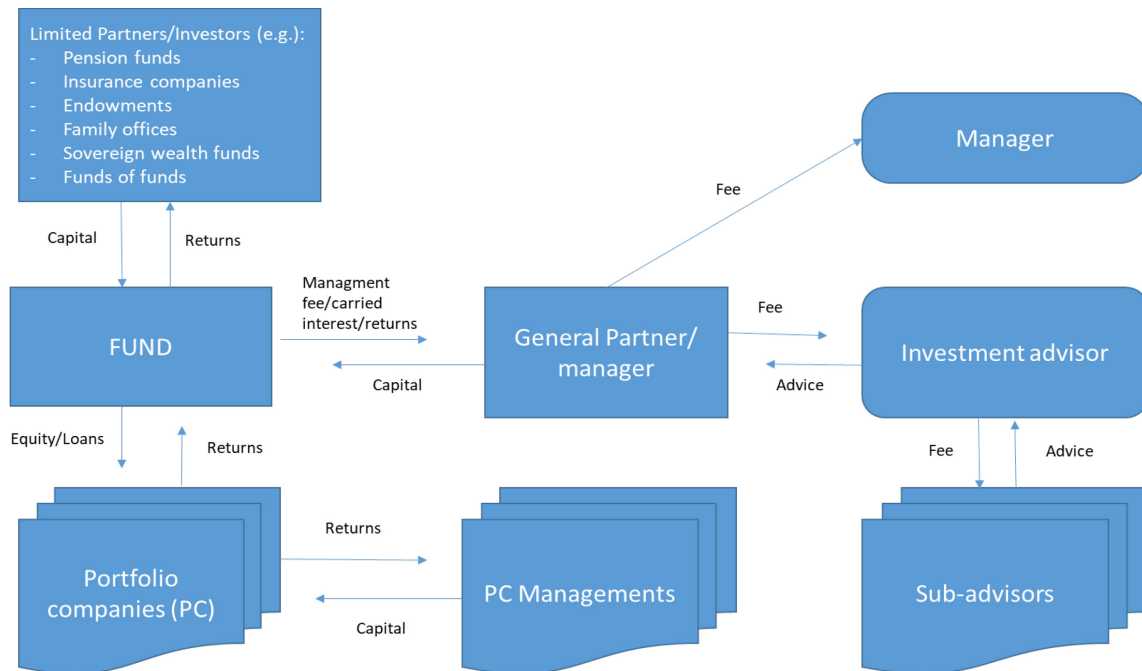 Limited Partners/Investors (e.g.):
- Pension funds
- Insurance companies
- Endowments
- Family offices
- Sovereign wealth funds
- Funds of funds
Manager
Fee
Capital
Returns
Managment
fee/carried
interest/returns
FUND
General Partner/
manager
Fee
Investment advisor
Capital
Advice
Equity/Loans
Returns
Fee
Advice
Returns
Portfolio
companies (PC)
PC Managements
Sub-advisors
Capital